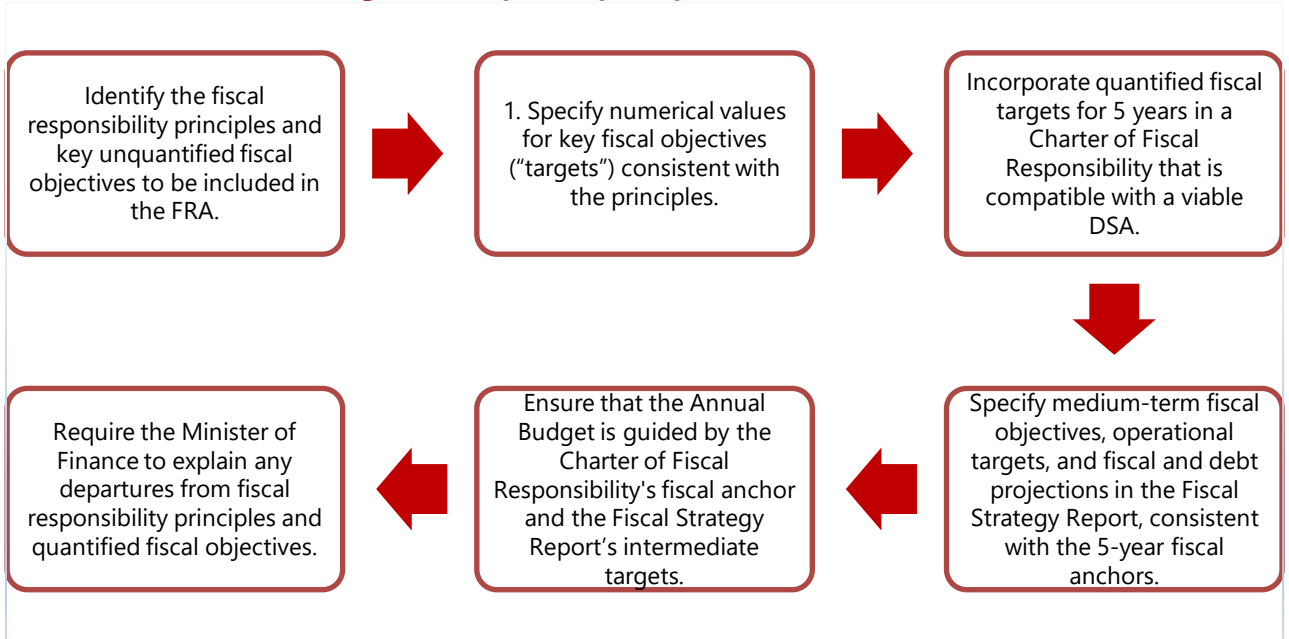 Identify the fiscal
responsibility principles and
key unquantified fiscal
objectives to be included in
the FRA.
1. Specify numerical values
for key fiscal objectives
(“targets”) consistent with
the principles.
Incorporate quantified fiscal
targets for 5 years in a
Charter of Fiscal
Responsibility that is
compatible with a viable
DSA.
Specify medium-term fiscal
objectives, operational
targets, and fiscal and debt
projections in the Fiscal
Strategy Report, consistent
with the 5-year fiscal
anchors.
Ensure that the Annual
Budget is guided by the
Charter of Fiscal
Responsibility's fiscal anchor
and the Fiscal Strategy
Report’s intermediate
targets.
Require the Minister of
Finance to explain any
departures from fiscal
responsibility principles and
quantified fiscal objectives.